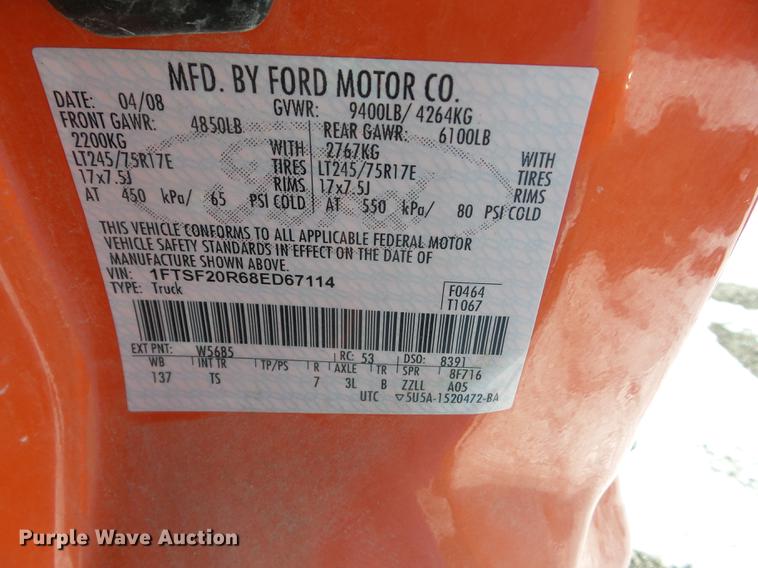 MFD. BY FORD MOTOR CO.
DATE: 04/08 GVWR: 9400LB/ 4264KG
FRONT GAWR: 4850LB REAR GAWR: 6100LB
2200KG WITH 2767KG WITH
LT245/75R17E TIRES LT245/75R17E TIRES
17x7.5J RIMS 17x7.5J RIMS
AT 450 kPa/ 65 PSI COLD AT 550 kPa/ 80 PSI COLD
THIS VEHICLE CONFORMS TO ALL APPLICABLE FEDERAL MOTOR
VEHICLE SAFETY STANDARDS IN EFFECT ON THE DATE OF
MANUFACTURE SHOWN ABOVE.
VIN: 1FTSF20R68ED67114 F0464
TYPE: Truck T1067
EXT PNT: W5685 RC: 53 DSO: 8391
WB INT TR TP/PS R AXLE TR SPR 8F716
137 TS 7 3L B ZZLL A05
UTC ▽5U5A-1520472-BA
Purple Wave Auction